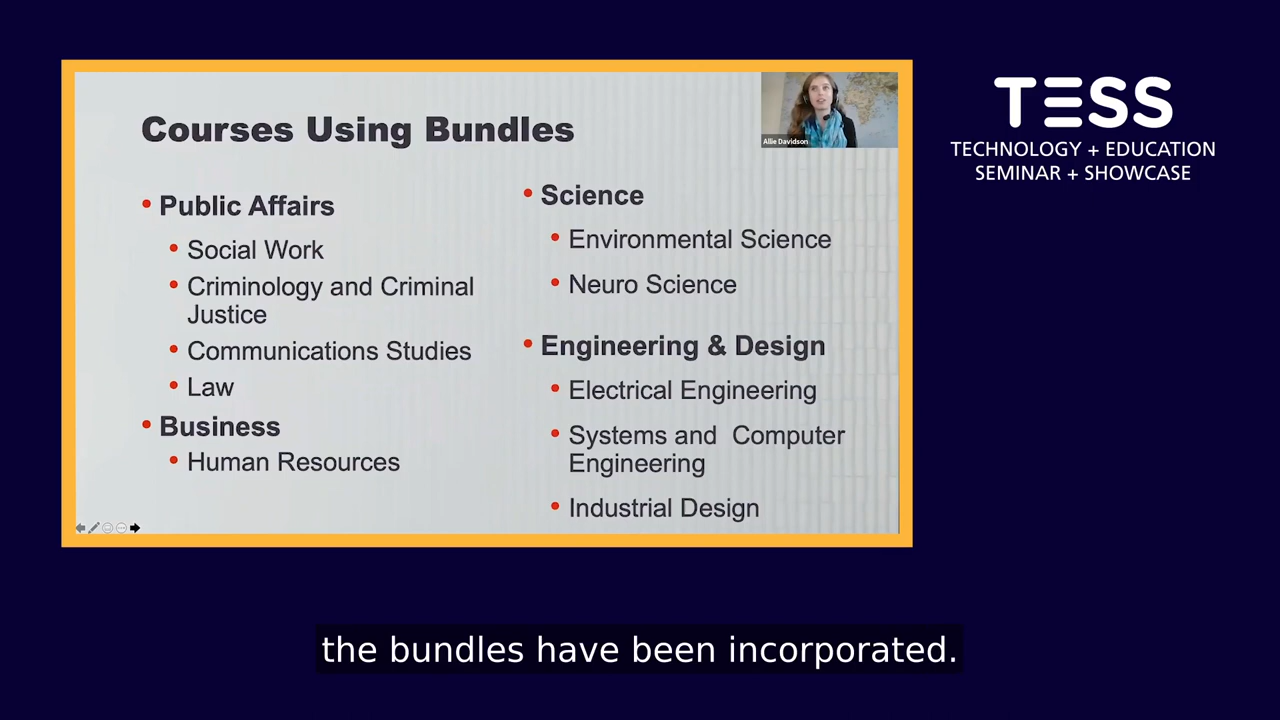 Courses Using Bundles
Allie Davidson
• Public Affairs
• Social Work
• Criminology and Criminal
Justice
• Communications Studies
• Law
• Business
• Human Resources
• Science
• Environmental Science
• Neuro Science
• Engineering & Design
• Electrical Engineering
• Systems and  Computer
Engineering
• Industrial Design
TESS
TECHNOLOGY + EDUCATION
SEMINAR + SHOWCASE
the bundles have been incorporated.